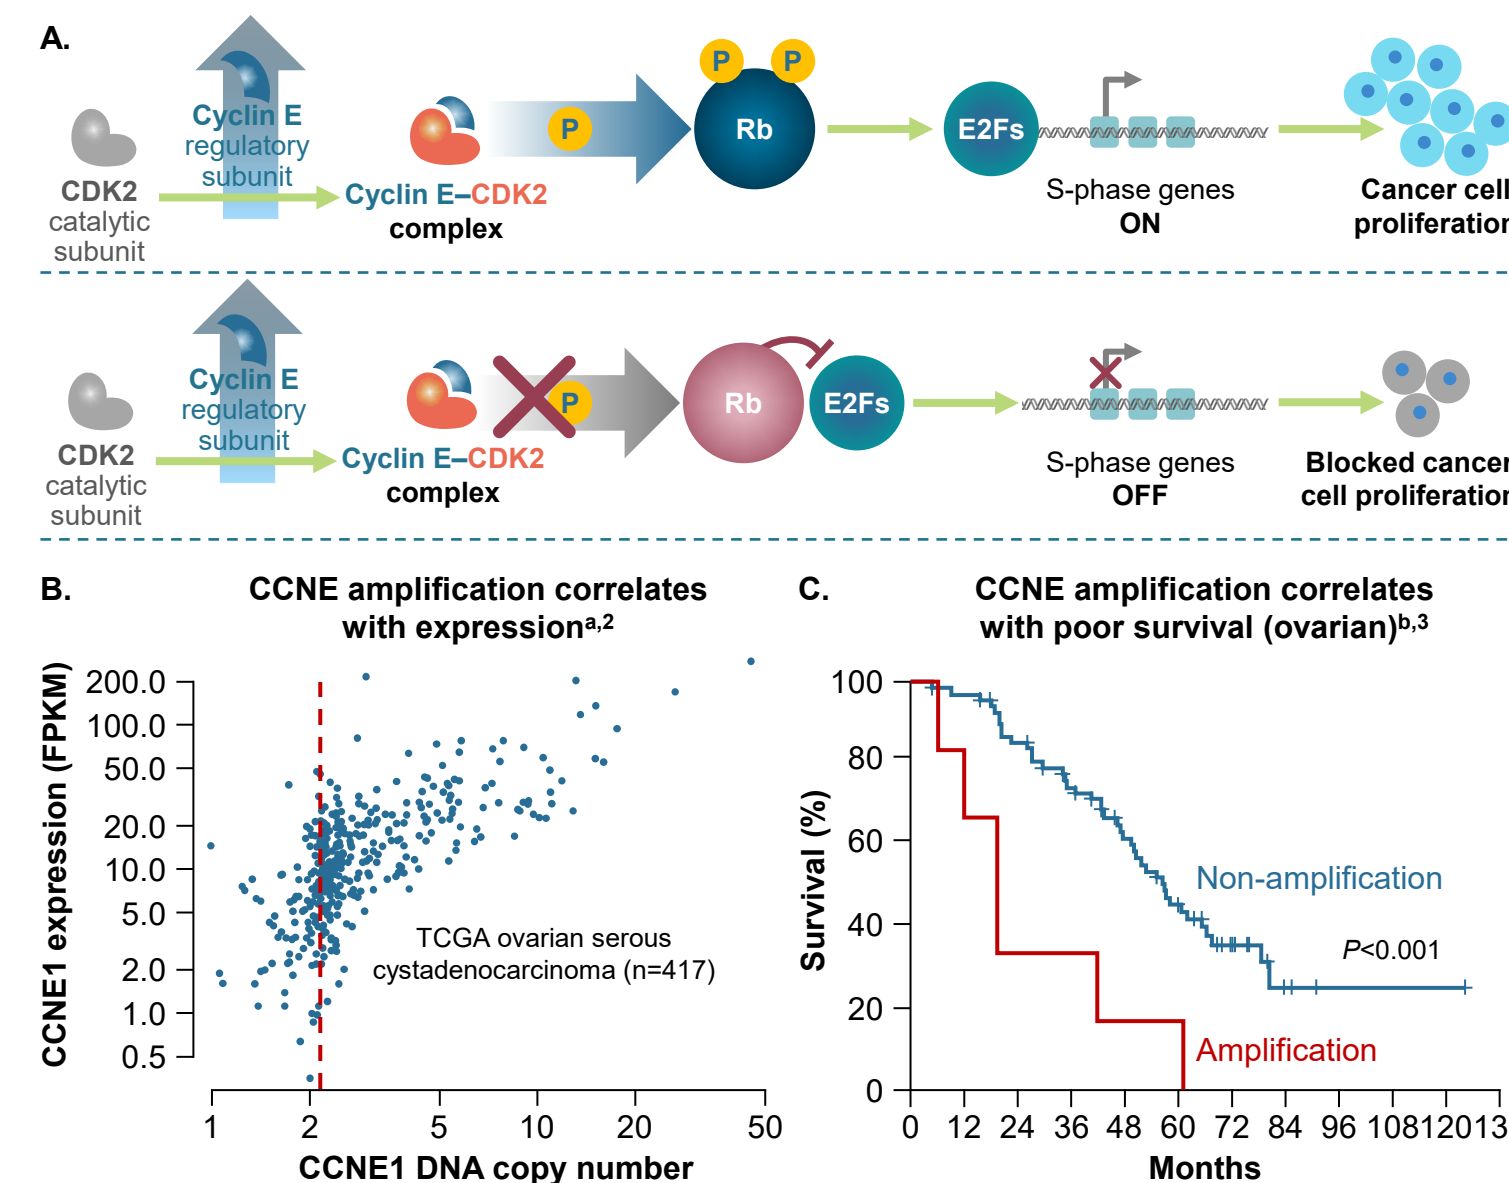 A.
P
P
Cyclin E
regulatory
subunit
P
Rb
E2Fs
CDK2
catalytic
subunit
Cyclin E–CDK2
complex
S-phase genes
ON
Cancer cell
proliferation
Cyclin E
regulatory
subunit
P
Rb
E2Fs
CDK2
catalytic
subunit
Cyclin E–CDK2
complex
S-phase genes
OFF
Blocked cancer
cell proliferation
B.
CCNE amplification correlates
with expressiona,2
CCNE1 expression (FPKM)
200.0
100.0
50.0
20.0
10.0
5.0
2.0
1.0
0.5
TCGA ovarian serous
cystadenocarcinoma (n=417)
1 2 5 10 20 50
CCNE1 DNA copy number
C.
CCNE amplification correlates
with poor survival (ovarian)b,3
Survival (%)
100
80
60
40
20
0
Non-amplification
P<0.001
Amplification
0 12 24 36 48 60 72 84 96 108 120 13
Months